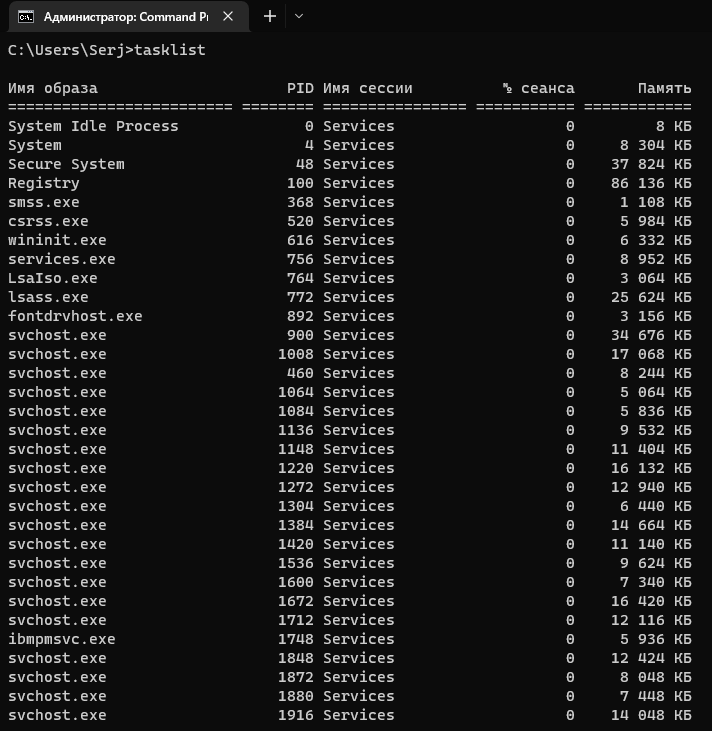 Администратор: Command Pr
C:\Users\Serj>tasklist
Имя образа PID Имя сессии № сеанса Память
========================= ======== ================ =========== ============
System Idle Process 0 Services 0 8 КБ
System 4 Services 0 8 304 КБ
Secure System 48 Services 0 37 824 КБ
Registry 100 Services 0 86 136 КБ
smss.exe 368 Services 0 1 108 КБ
csrss.exe 520 Services 0 5 984 КБ
wininit.exe 616 Services 0 6 332 КБ
services.exe 756 Services 0 8 952 КБ
LsaIso.exe 764 Services 0 3 064 КБ
lsass.exe 772 Services 0 25 624 КБ
fontdrvhost.exe 892 Services 0 3 156 КБ
svchost.exe 900 Services 0 34 676 КБ
svchost.exe 1008 Services 0 17 068 КБ
svchost.exe 460 Services 0 8 244 КБ
svchost.exe 1064 Services 0 5 064 КБ
svchost.exe 1084 Services 0 5 836 КБ
svchost.exe 1136 Services 0 9 532 КБ
svchost.exe 1148 Services 0 11 404 КБ
svchost.exe 1220 Services 0 16 132 КБ
svchost.exe 1272 Services 0 12 940 КБ
svchost.exe 1304 Services 0 6 440 КБ
svchost.exe 1384 Services 0 14 664 КБ
svchost.exe 1420 Services 0 11 140 КБ
svchost.exe 1536 Services 0 9 624 КБ
svchost.exe 1600 Services 0 7 340 КБ
svchost.exe 1672 Services 0 16 420 КБ
svchost.exe 1712 Services 0 12 116 КБ
ibmpmsvc.exe 1748 Services 0 5 936 КБ
svchost.exe 1848 Services 0 12 424 КБ
svchost.exe 1872 Services 0 8 048 КБ
svchost.exe 1880 Services 0 7 448 КБ
svchost.exe 1916 Services 0 14 048 КБ